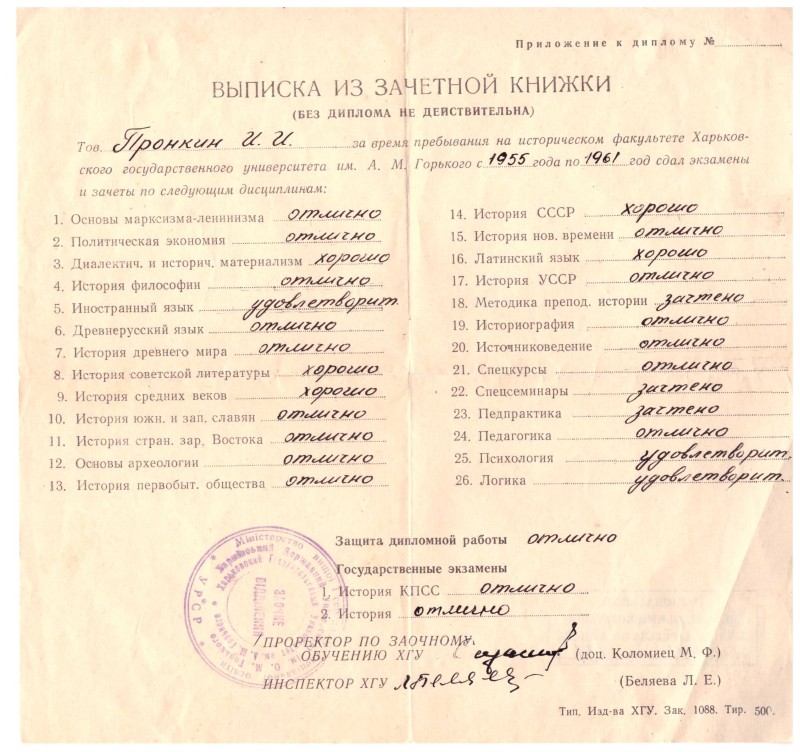 Приложение к диплому №
ВЫПИСКА ИЗ ЗАЧЕТНОЙ КНИЖКИ
(БЕЗ ДИПЛОМА НЕ ДЕЙСТВИТЕЛЬНА)
Тов. Пронкин И. И. за время пребывания на историческом факультете Харьков-
ского государственного университета им. А. М. Горького с 1955 года по 1961 год сдал экзамены
и зачеты по следующим дисциплинам:
1. Основы марксизма-ленинизма отлично
2. Политическая экономия отлично
3. Диалектич. и историч. материализм хорошо
4. История философии отлично
5. Иностранный язык удовлетворит.
6. Древнерусский язык отлично
7. История древнего мира отлично
8. История советской литературы хорошо
9. История средних веков хорошо
10. История южн. и зап. славян отлично
11. История стран. зар. Востока отлично
12. Основы археологии отлично
13. История первобыт. общества отлично
14. История СССР хорошо
15. История нов. времени отлично
16. Латинский язык хорошо
17. История УССР отлично
18. Методика препод. истории зачтено
19. Историография отлично
20. Источниковедение отлично
21. Спецкурсы отлично
22. Спецсеминары зачтено
23. Педпрактика зачтено
24. Педагогика отлично
25. Психология удовлетворит.
26. Логика удовлетворит.
Защита дипломной работы отлично
Государственные экзамены
1. История КПСС отлично
2. История отлично
ПРОРЕКТОР ПО ЗАОЧНОМУ
ОБУЧЕНИЮ ХГУ (доц. Коломиец М. Ф.)
ИНСПЕКТОР ХГУ (Беляева Л. Е.)
Тип. Изд-ва ХГУ. Зак. 1088. Тир. 500.
Міністерство вищої
УРСР
ЗАОЧНЕ
ВІДДІЛЕННЯ